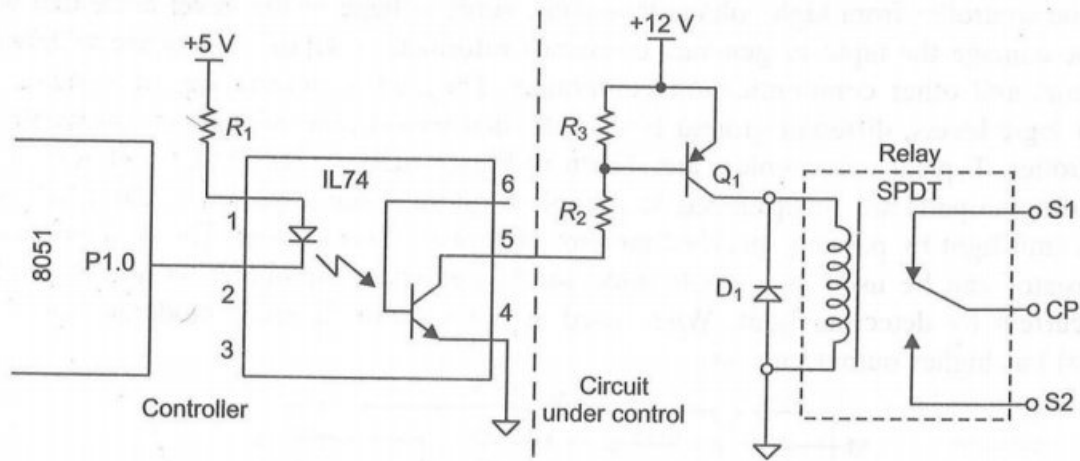 +12 V
+5 V
R1
R3
IL74
6
Q1
Relay
SPDT
S1
1
R2
5
8051
P1.0
D1
CP
2
4
3
S2
Controller
Circuit
under control